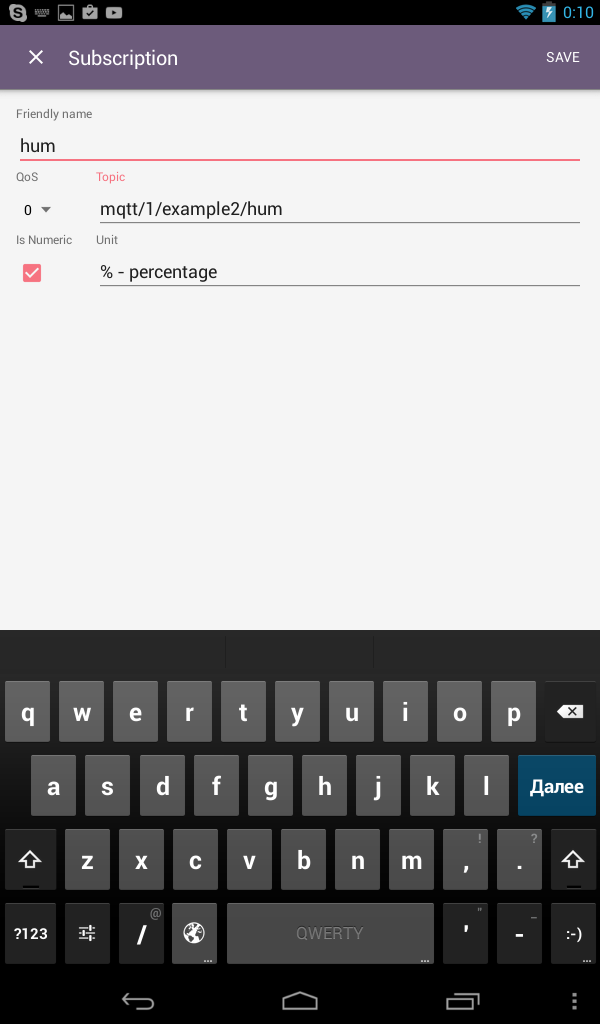 0:10
Subscription SAVE
Friendly name
hum
QoS Topic
0 mqtt/1/example2/hum
Is Numeric Unit
% - percentage
q w e r t y u i o p
a s d f g h j k l Далее
z x c v b n m , ! . ?
?123 / @ QWERTY ' " - _ :-)